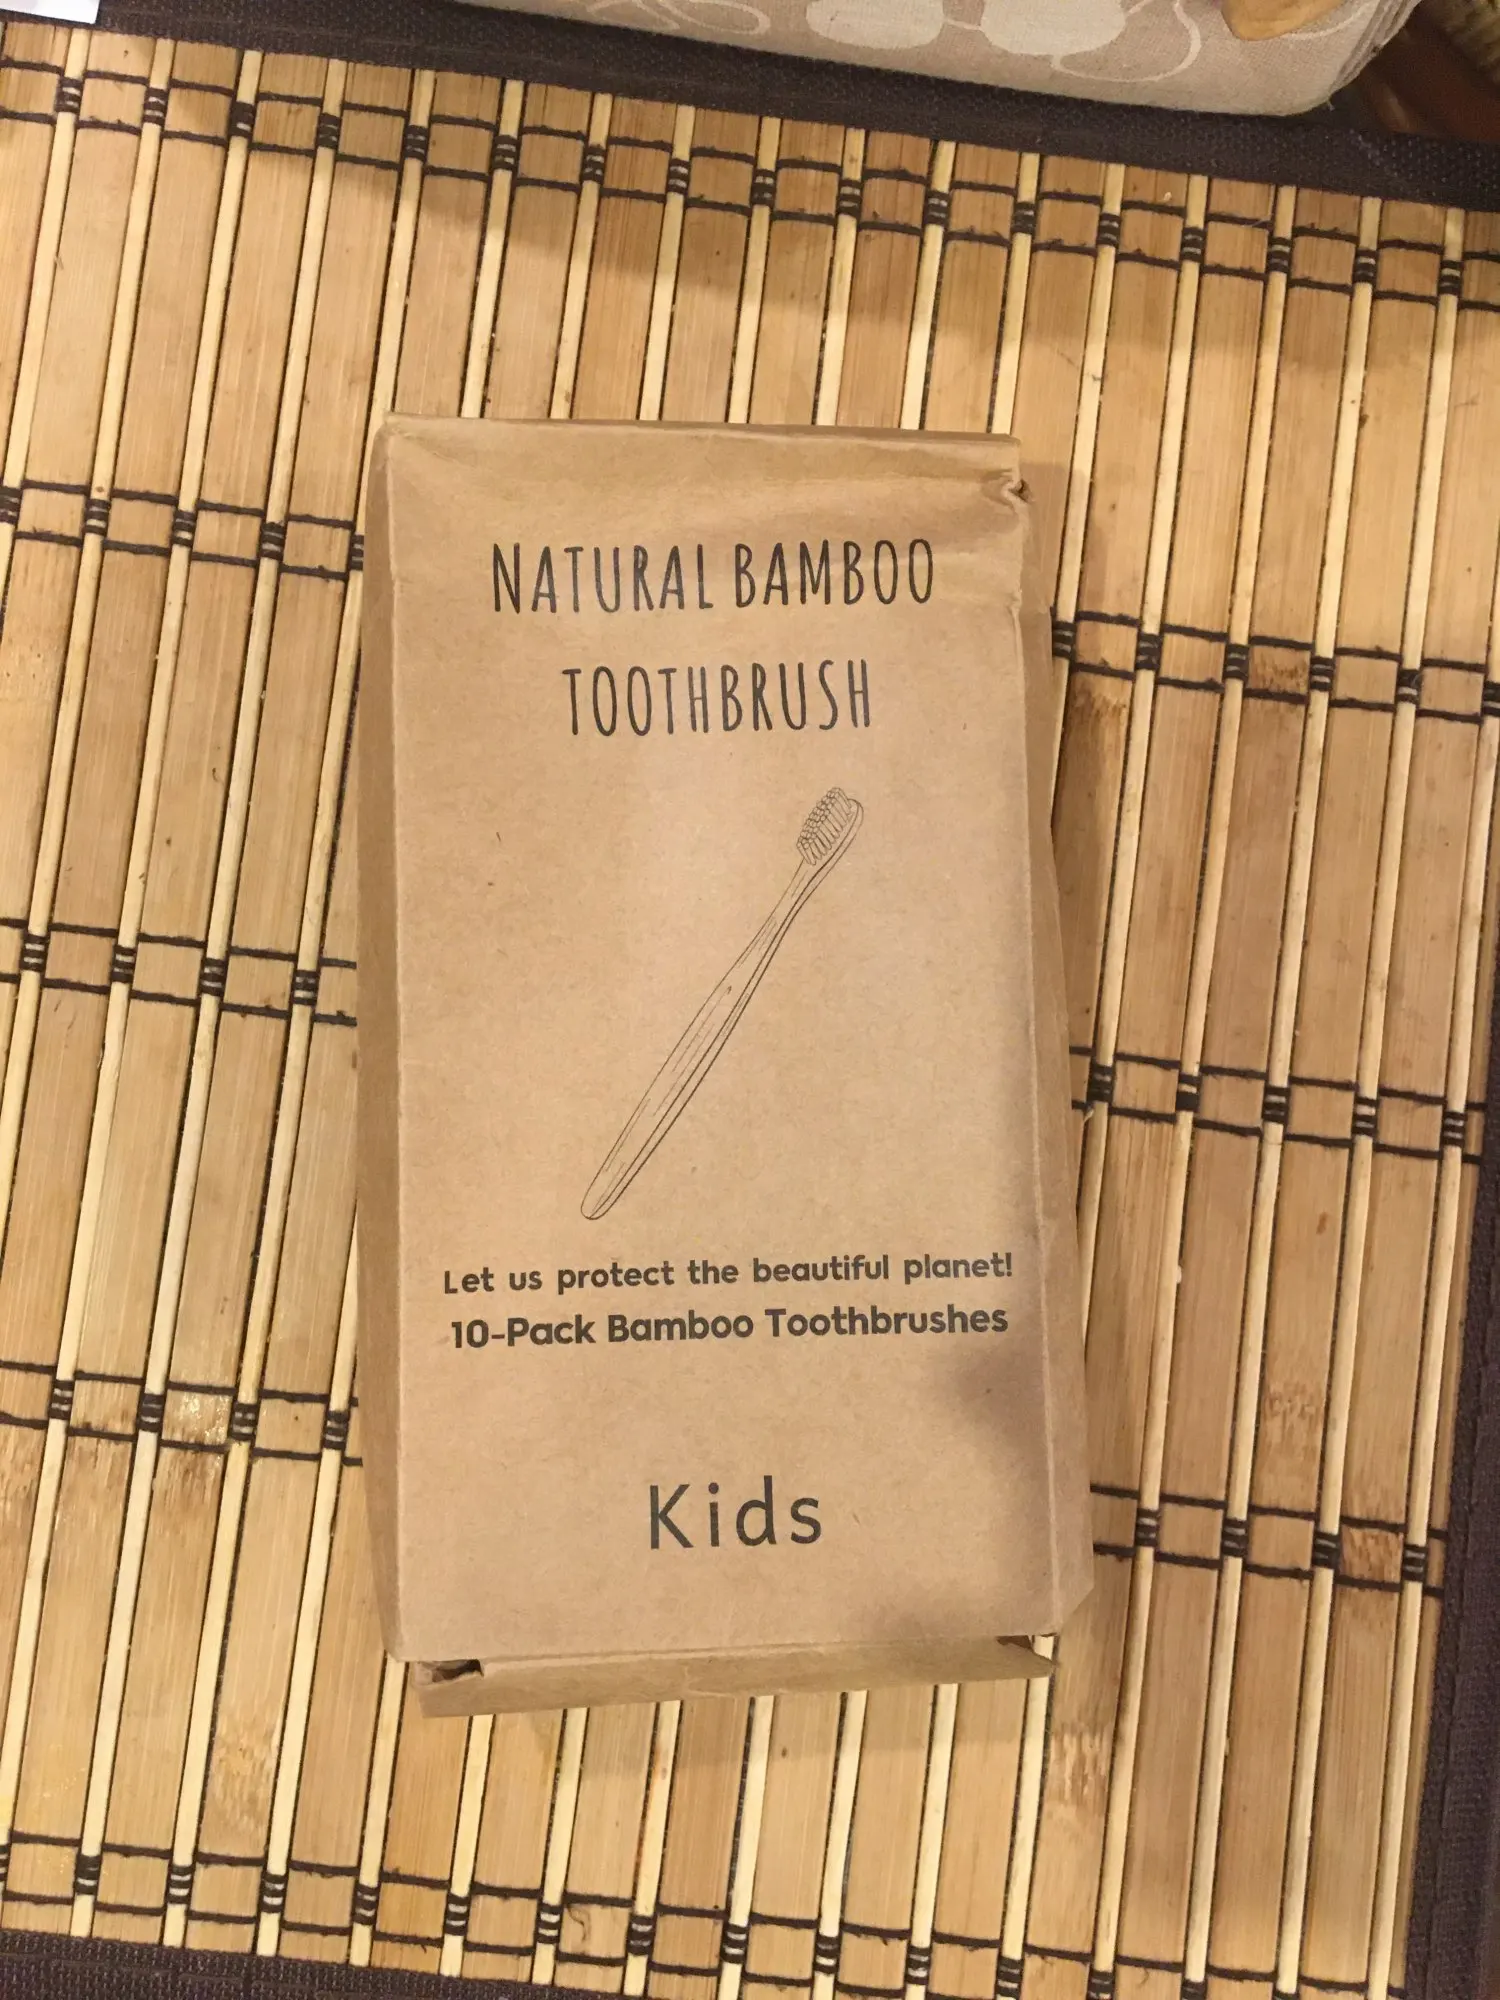 NATURAL BAMBOO
TOOTHBRUSH
Let us protect the beautiful planet!
10-Pack Bamboo Toothbrushes
Kids